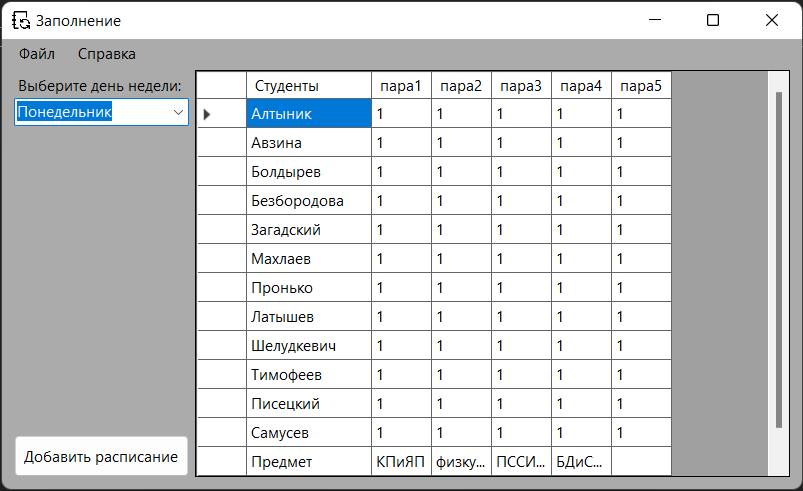 Заполнение
Файл Справка
Выберите день недели:
Понедельник
Студенты пара1 пара2 пара3 пара4 пара5
Алтыник 1 1 1 1 1
Авзина 1 1 1 1 1
Болдырев 1 1 1 1 1
Безбородова 1 1 1 1 1
Загадский 1 1 1 1 1
Махлаев 1 1 1 1 1
Пронько 1 1 1 1 1
Латышев 1 1 1 1 1
Шелудкевич 1 1 1 1 1
Тимофеев 1 1 1 1 1
Писецкий 1 1 1 1 1
Самусев 1 1 1 1 1
Предмет КПиЯП физку... ПССИ... БДиС...
Добавить расписание